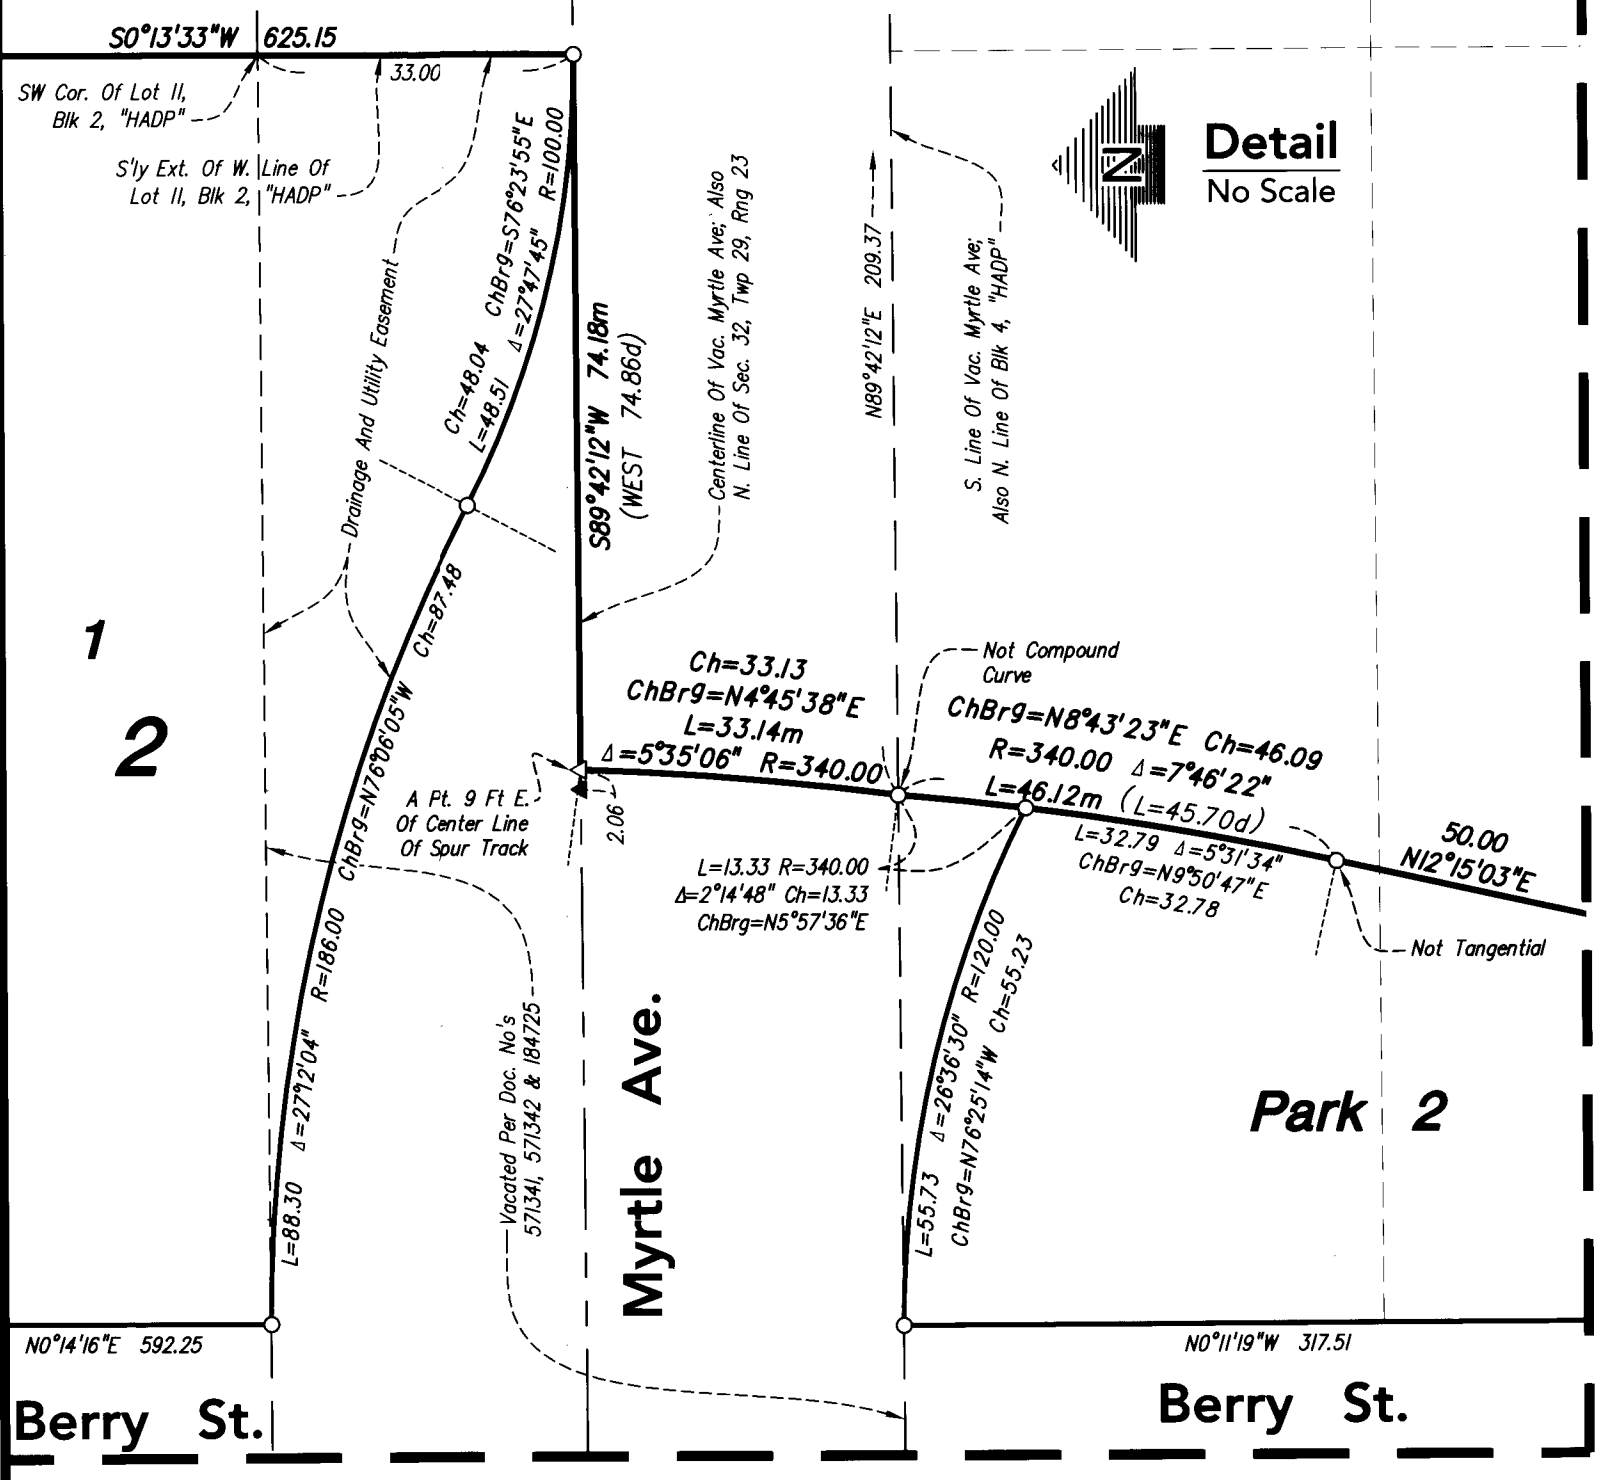 S0°13'33"W 625.15
33.00
SW Cor. Of Lot 11,
Blk 2, "HADP"
S'ly Ext. Of W. Line Of
Lot 11, Blk 2, "HADP"
Drainage And Utility Easement
ChBrg=S76°23'55"E
R=100.00
Ch=48.04
Δ=27°47'45"
L=48.51
S89°42'12"W 74.18m
(WEST 74.86d)
Centerline Of Vac. Myrtle Ave; Also
N. Line Of Sec. 32, Twp 29, Rng 23
N89°42'12"E 209.37
S. Line Of Vac. Myrtle Ave;
Also N. Line Of Blk 4, "HADP"
N
Detail
No Scale
1
2
Ch=87.48
ChBrg=N76°06'05"W
R=186.00
Δ=27°12'04"
L=88.30
Ch=33.13
ChBrg=N4°45'38"E
L=33.14m
Δ=5°35'06" R=340.00
Not Compound
Curve
ChBrg=N8°43'23"E Ch=46.09
R=340.00 Δ=7°46'22"
L=46.12m (L=45.70d)
L=32.79 Δ=5°31'34"
ChBrg=N9°50'47"E
Ch=32.78
50.00
N12°15'03"E
Not Tangential
A Pt. 9 Ft E.
Of Center Line
Of Spur Track
2.06
L=13.33 R=340.00
Δ=2°14'48" Ch=13.33
ChBrg=N5°57'36"E
Vacated Per Doc. No's
571341, 571342 & 184725
Myrtle Ave.
L=55.73 Δ=26°36'30" R=120.00
ChBrg=N76°25'14"W Ch=55.23
Park 2
N0°14'16"E 592.25
N0°11'19"W 317.51
Berry St.
Berry St.